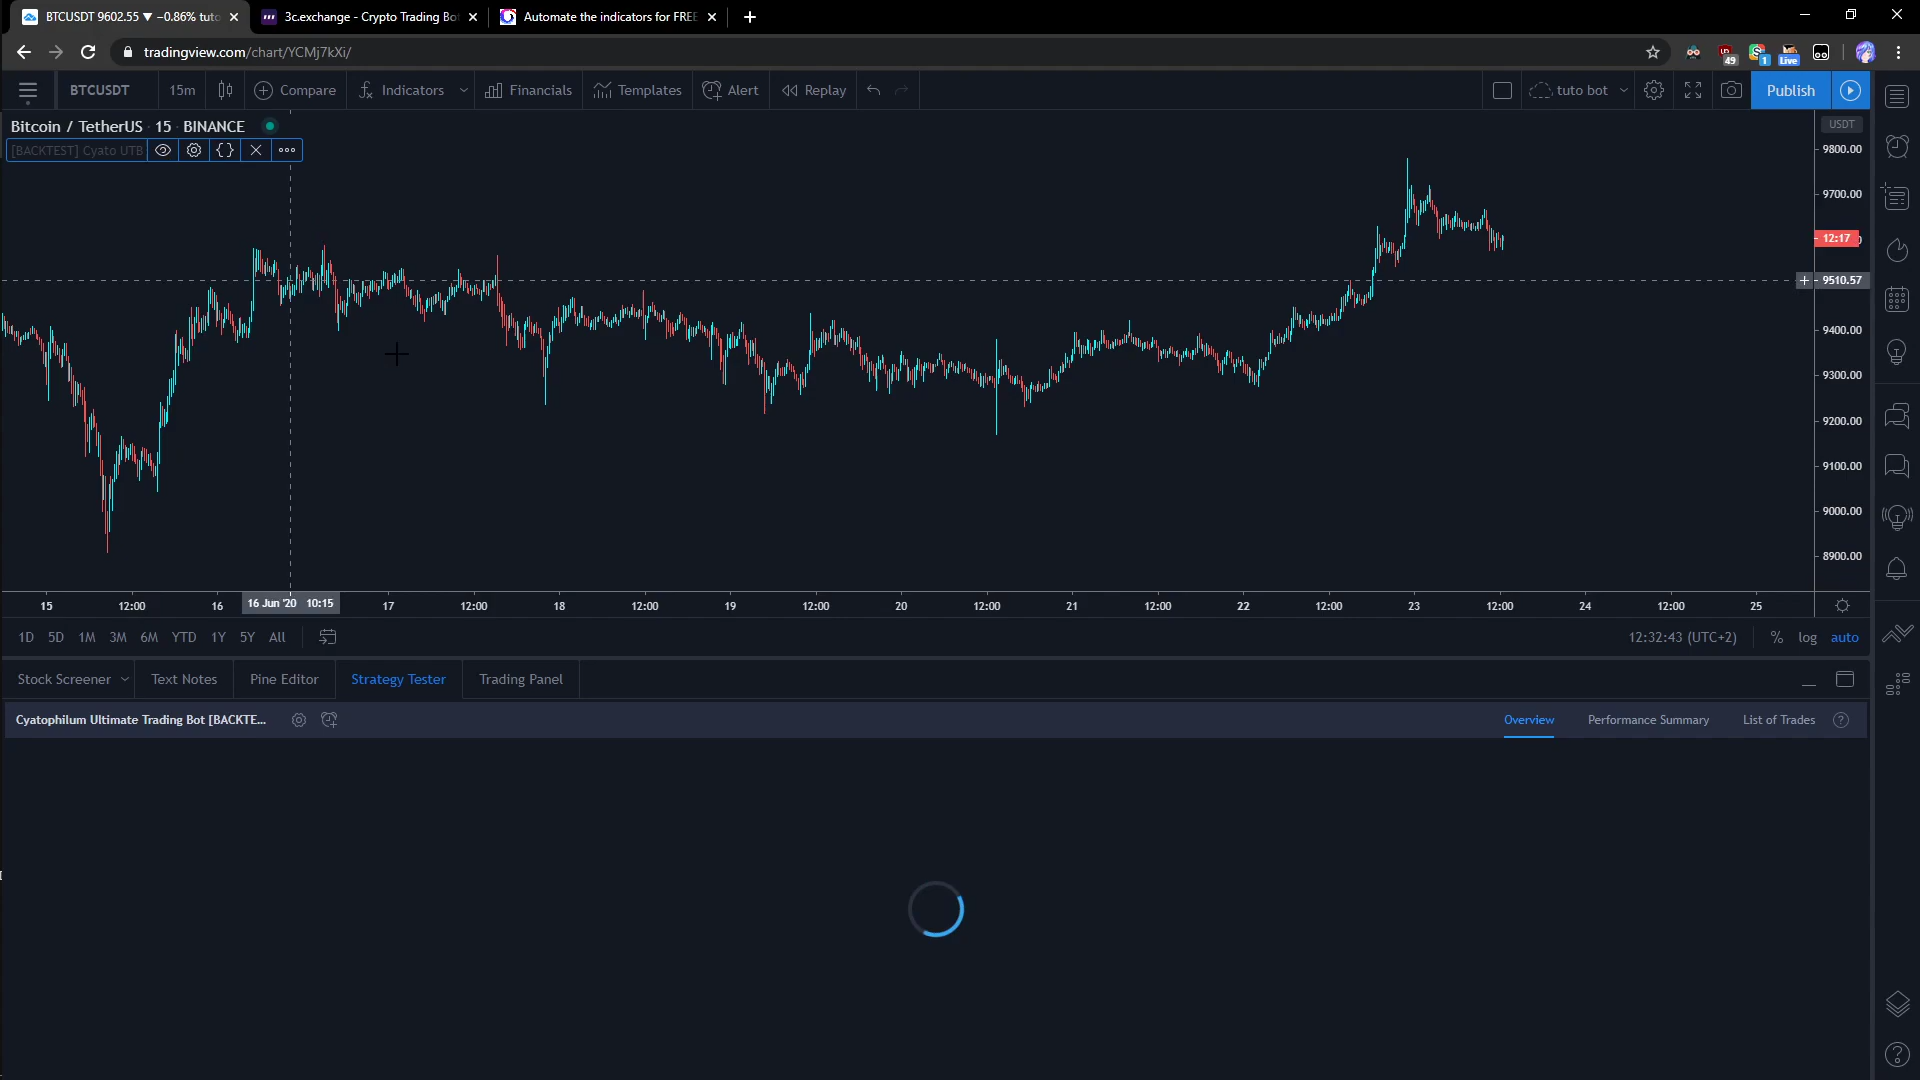 BTCUSDT 9602.55 ▼ −0.86% tuto
3c.exchange - Crypto Trading Bot
Automate the indicators for FREE
tradingview.com/chart/YCMj7kXi/
49
1
Live
BTCUSDT
15m
Compare
Indicators
Financials
Templates
Alert
Replay
tuto bot
Publish
Bitcoin / TetherUS · 15 · BINANCE
[BACKTEST] Cyato UTB
USDT
9800.00
9700.00
12:17
9510.57
9400.00
9300.00
9200.00
9100.00
9000.00
8900.00
15 12:00 16 16 Jun '20 10:15 17 12:00 18 12:00 19 12:00 20 12:00 21 12:00 22 12:00 23 12:00 24 12:00 25
1D 5D 1M 3M 6M YTD 1Y 5Y All
12:32:43 (UTC+2) % log auto
Stock Screener
Text Notes
Pine Editor
Strategy Tester
Trading Panel
Cyatophilum Ultimate Trading Bot [BACKTE...
Overview
Performance Summary
List of Trades